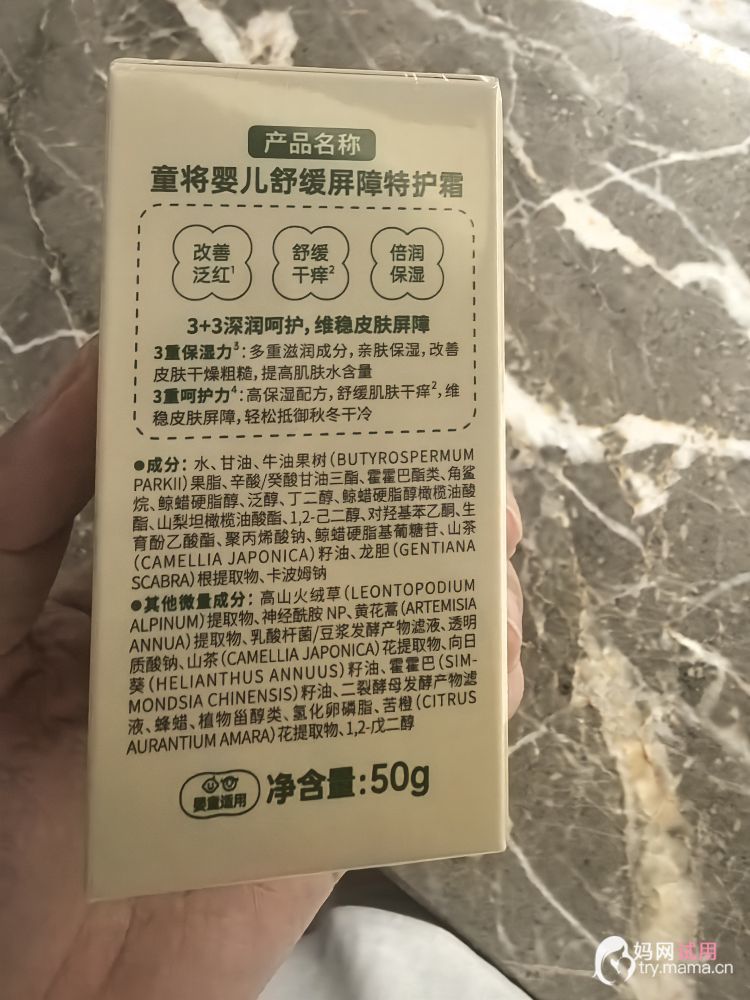 产品名称
童将婴儿舒缓屏障特护霜
改善
泛红¹
舒缓
干痒²
倍润
保湿
3+3深润呵护，维稳皮肤屏障
3重保湿力³：多重滋润成分，亲肤保湿，改善
皮肤干燥粗糙，提高肌肤水含量
3重呵护力⁴：高保湿配方，舒缓肌肤干痒²，维
稳皮肤屏障，轻松抵御秋冬干冷
●成分：水、甘油、牛油果树（BUTYROSPERMUM
PARKII）果脂、辛酸/癸酸甘油三酯、霍霍巴酯类、角鲨
烷、鲸蜡硬脂醇、泛醇、丁二醇、鲸蜡硬脂醇橄榄油酸
酯、山梨坦橄榄油酸酯、1,2-己二醇、对羟基苯乙酮、生
育酚乙酸酯、聚丙烯酸钠、鲸蜡硬脂基葡糖苷、山茶
（CAMELLIA JAPONICA）籽油、龙胆（GENTIANA
SCABRA）根提取物、卡波姆钠
●其他微量成分：高山火绒草（LEONTOPODIUM
ALPINUM）提取物、神经酰胺 NP、黄花蒿（ARTEMISIA
ANNUA）提取物、乳酸杆菌/豆浆发酵产物滤液、透明
质酸钠、山茶（CAMELLIA JAPONICA）花提取物、向日
葵（HELIANTHUS ANNUUS）籽油、霍霍巴（SIM-
MONDSIA CHINENSIS）籽油、二裂酵母发酵产物滤
液、蜂蜡、植物甾醇类、氢化卵磷脂、苦橙（CITRUS
AURANTIUM AMARA）花提取物、1,2-戊二醇
婴童适用
净含量：50g
妈网试用
try.mama.cn